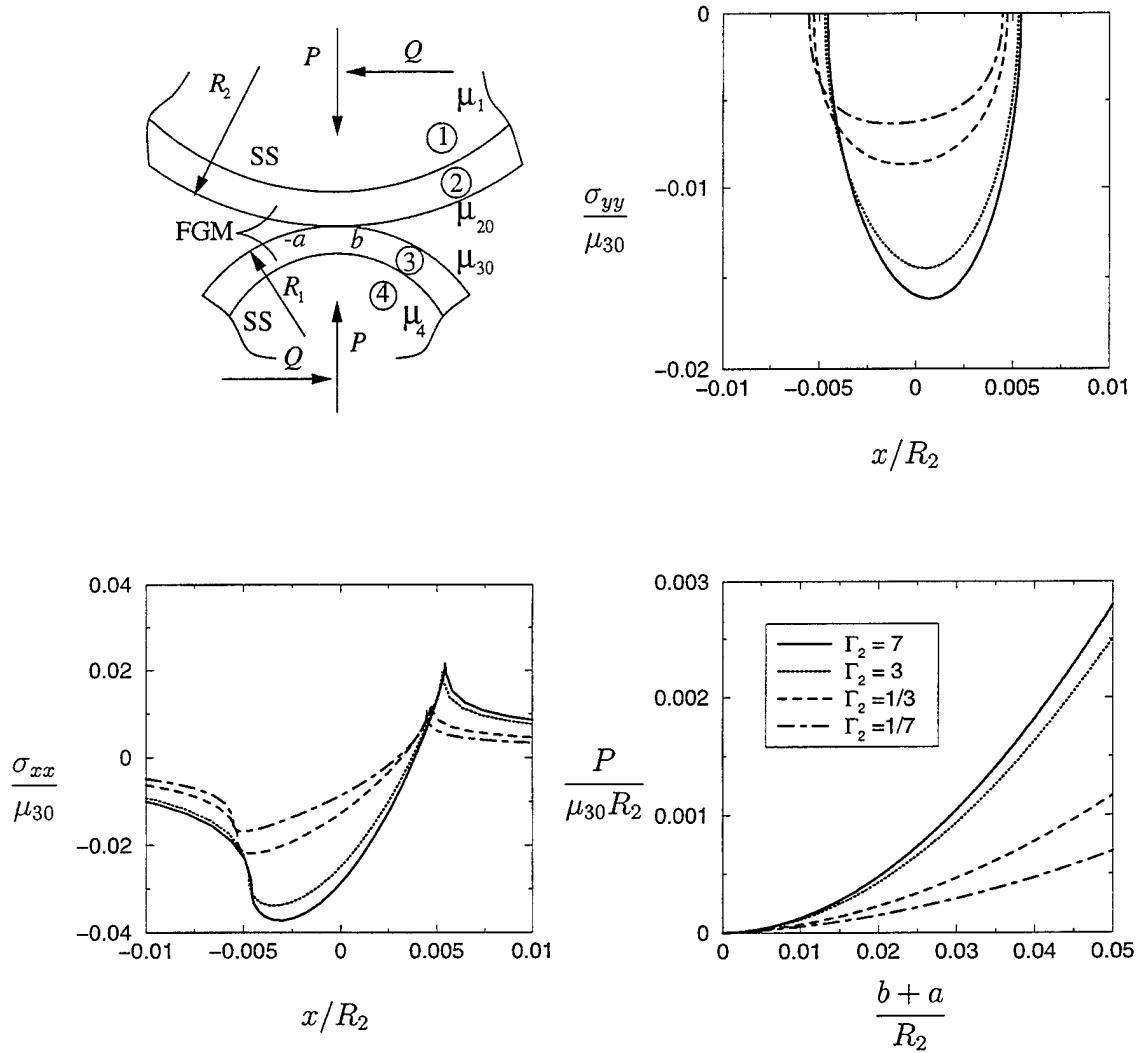 P
Q
R₂
μ₁
①
SS
②
μ₂₀
FGM
-a
b
③
μ₃₀
R₁
④
SS
μ₄
Q
P
0
-0.01
-0.02
σ_yy / μ₃₀
-0.01 -0.005 0 0.005 0.01
x/R₂
0.04
0.02
0
-0.02
-0.04
σ_xx / μ₃₀
-0.01 -0.005 0 0.005 0.01
x/R₂
0.003
0.002
0.001
0
P / μ₃₀R₂
Γ₂ = 7
Γ₂ = 3
Γ₂ =1/3
Γ₂ =1/7
0 0.01 0.02 0.03 0.04 0.05
b + a / R₂